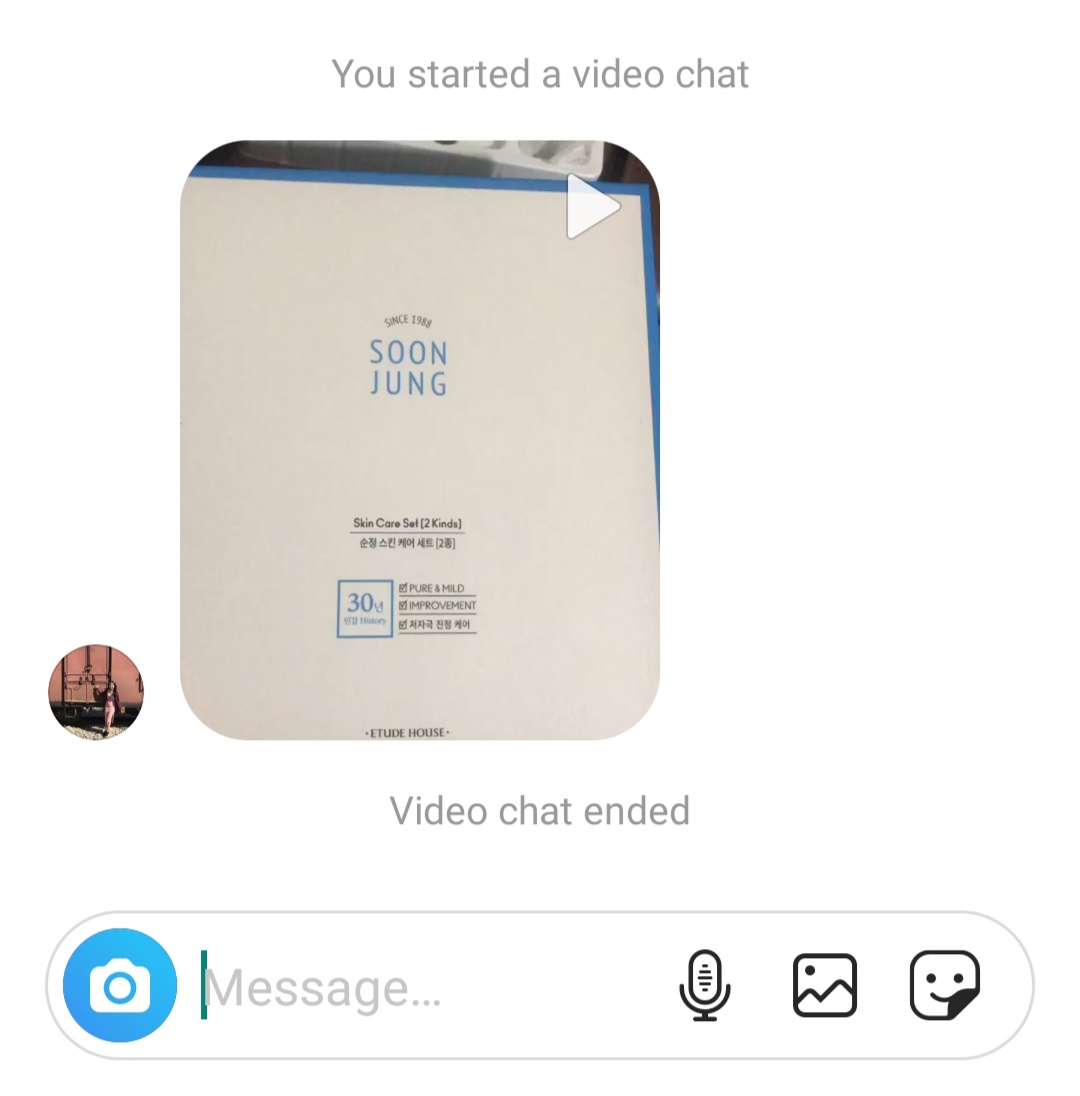 You started a video chat
SINCE 1988
SOON
JUNG
Skin Care Set [2 Kinds]
순정 스킨 케어 세트 [2종]
30년
민감 History
PURE & MILD
IMPROVEMENT
저자극 진정 케어
·ETUDE HOUSE·
Video chat ended
Message...